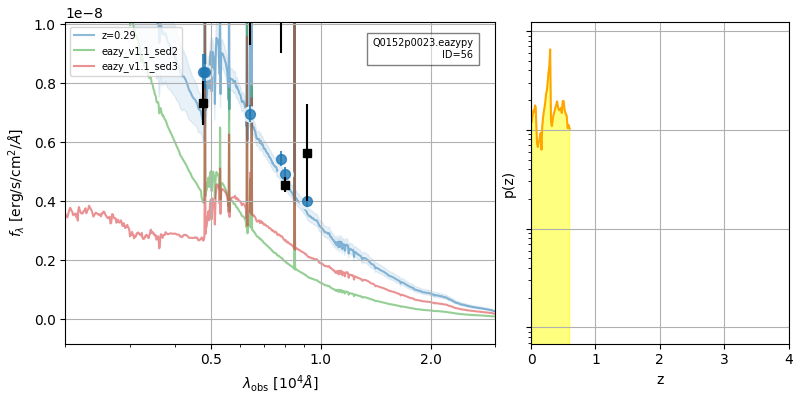 1e−8
z=0.29
eazy_v1.1_sed2
eazy_v1.1_sed3
Q0152p0023.eazypy
ID=56
1.0
0.8
0.6
0.4
0.2
0.0
f_λ [erg/s/cm²/Å]
0.5
1.0
2.0
λ_obs [10⁴Å]
p(z)
0
1
2
3
4
z